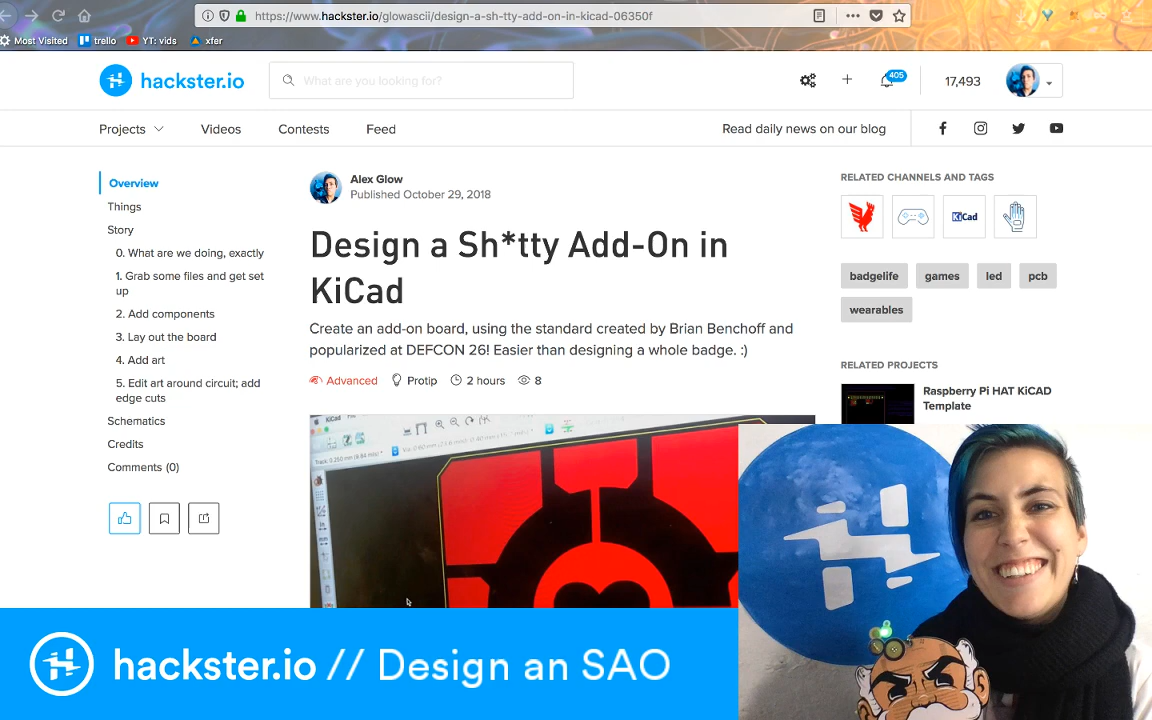 https://www.hackster.io/glowascii/design-a-sh-tty-add-on-in-kicad-06350f
Most Visited
trello
YT: vids
xfer
hackster.io
What are you looking for?
405
17,493
Projects
Videos
Contests
Feed
Read daily news on our blog
Overview
Things
Story
0. What are we doing, exactly
1. Grab some files and get set
up
2. Add components
3. Lay out the board
4. Add art
5. Edit art around circuit; add
edge cuts
Schematics
Credits
Comments (0)
Alex Glow
Published October 29, 2018
Design a Sh*tty Add-On in
KiCad
Create an add-on board, using the standard created by Brian Benchoff and
popularized at DEFCON 26! Easier than designing a whole badge. :)
Advanced
Protip
2 hours
8
KiCad
RELATED CHANNELS AND TAGS
KiCad
badgelife
games
led
pcb
wearables
RELATED PROJECTS
Raspberry Pi HAT KiCAD
Template
hackster.io // Design an SAO